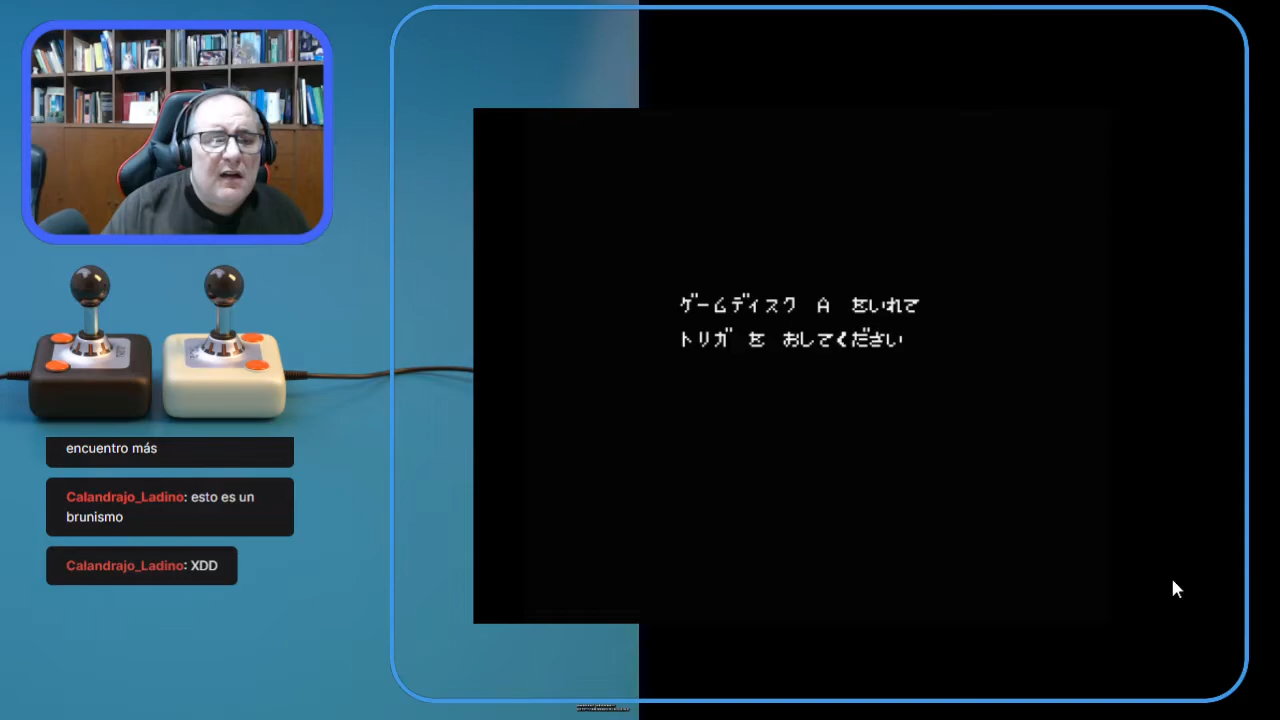 ゲームディスク A をいれて
トリガ を おしてください
encuentro más
Calandrajo_Ladino: esto es un
brunismo
Calandrajo_Ladino: XDD